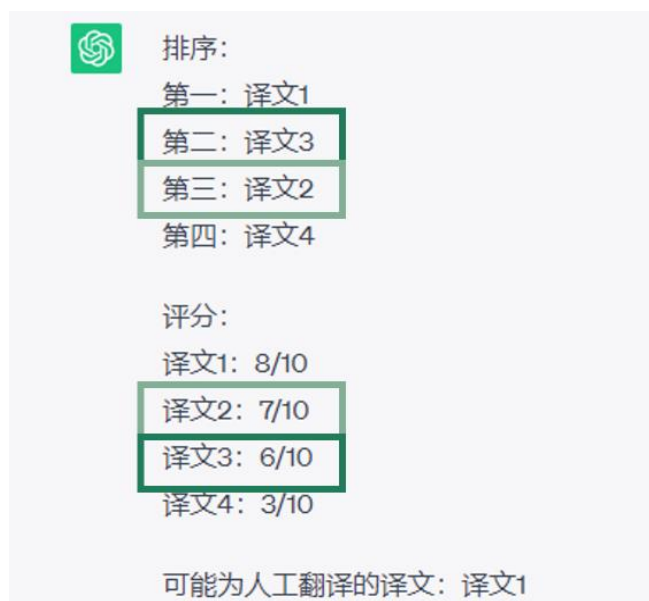 排序：
第一：译文1
第二：译文3
第三：译文2
第四：译文4
评分：
译文1：8/10
译文2：7/10
译文3：6/10
译文4：3/10
可能为人工翻译的译文：译文1